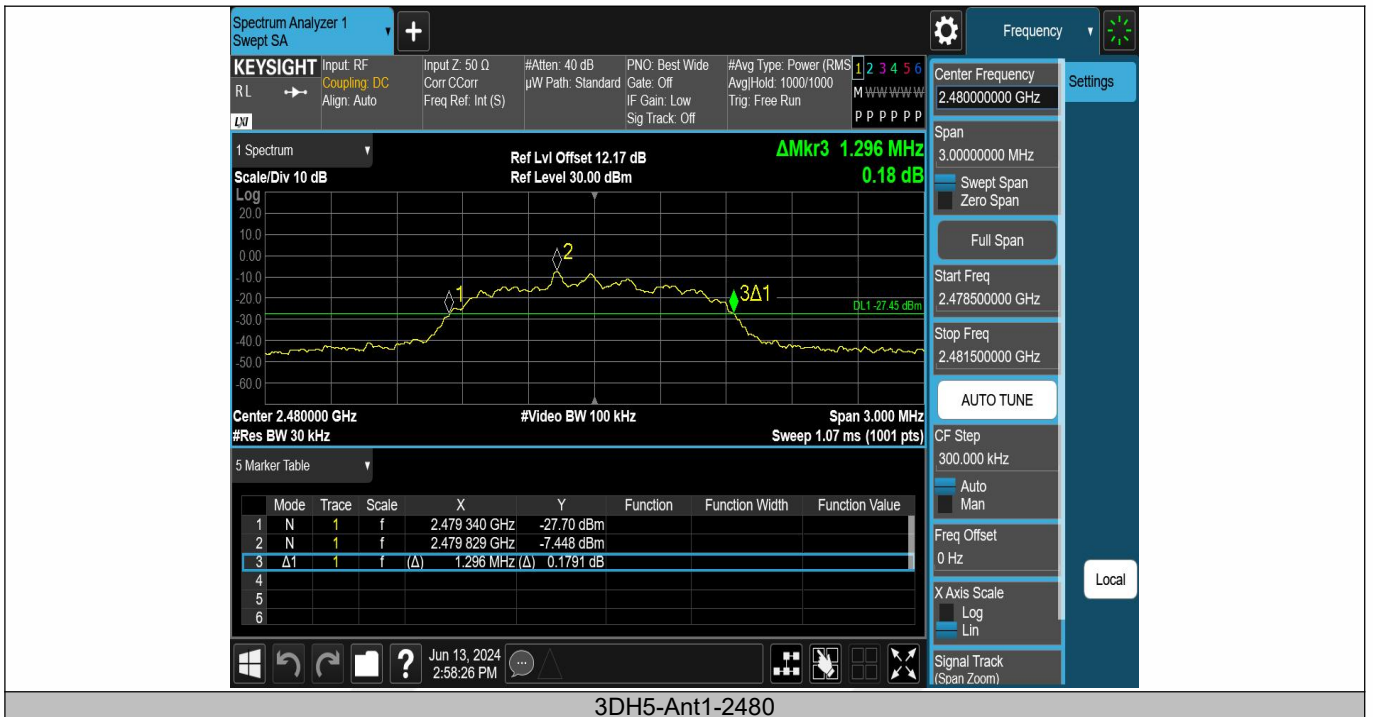 Spectrum Analyzer 1
Swept SA
+
Frequency
KEYSIGHT
RL
LXI
Input: RF
Coupling: DC
Align: Auto
Input Z: 50 Ω
Corr CCorr
Freq Ref: Int (S)
#Atten: 40 dB
µW Path: Standard
PNO: Best Wide
Gate: Off
IF Gain: Low
Sig Track: Off
#Avg Type: Power (RMS
Avg|Hold: 1000/1000
Trig: Free Run
1 2 3 4 5 6
M W W W W W
P P P P P P
1 Spectrum
Scale/Div 10 dB
Ref Lvl Offset 12.17 dB
Ref Level 30.00 dBm
ΔMkr3 1.296 MHz
0.18 dB
Log
20.0
10.0
0.00
-10.0
-20.0
-30.0
-40.0
-50.0
-60.0
1
2
3Δ1
DL1 -27.45 dBm
Center 2.480000 GHz
#Video BW 100 kHz
Span 3.000 MHz
#Res BW 30 kHz
Sweep 1.07 ms (1001 pts)
5 Marker Table
Mode Trace Scale X Y Function Function Width Function Value
1 N 1 f 2.479 340 GHz -27.70 dBm
2 N 1 f 2.479 829 GHz -7.448 dBm
3 Δ1 1 f (Δ) 1.296 MHz (Δ) 0.1791 dB
4
5
6
Jun 13, 2024
2:58:26 PM
?
Center Frequency
2.480000000 GHz
Settings
Span
3.00000000 MHz
Swept Span
Zero Span
Full Span
Start Freq
2.478500000 GHz
Stop Freq
2.481500000 GHz
AUTO TUNE
CF Step
300.000 kHz
Auto
Man
Freq Offset
0 Hz
X Axis Scale
Log
Lin
Signal Track
(Span Zoom)
Local
3DH5-Ant1-2480